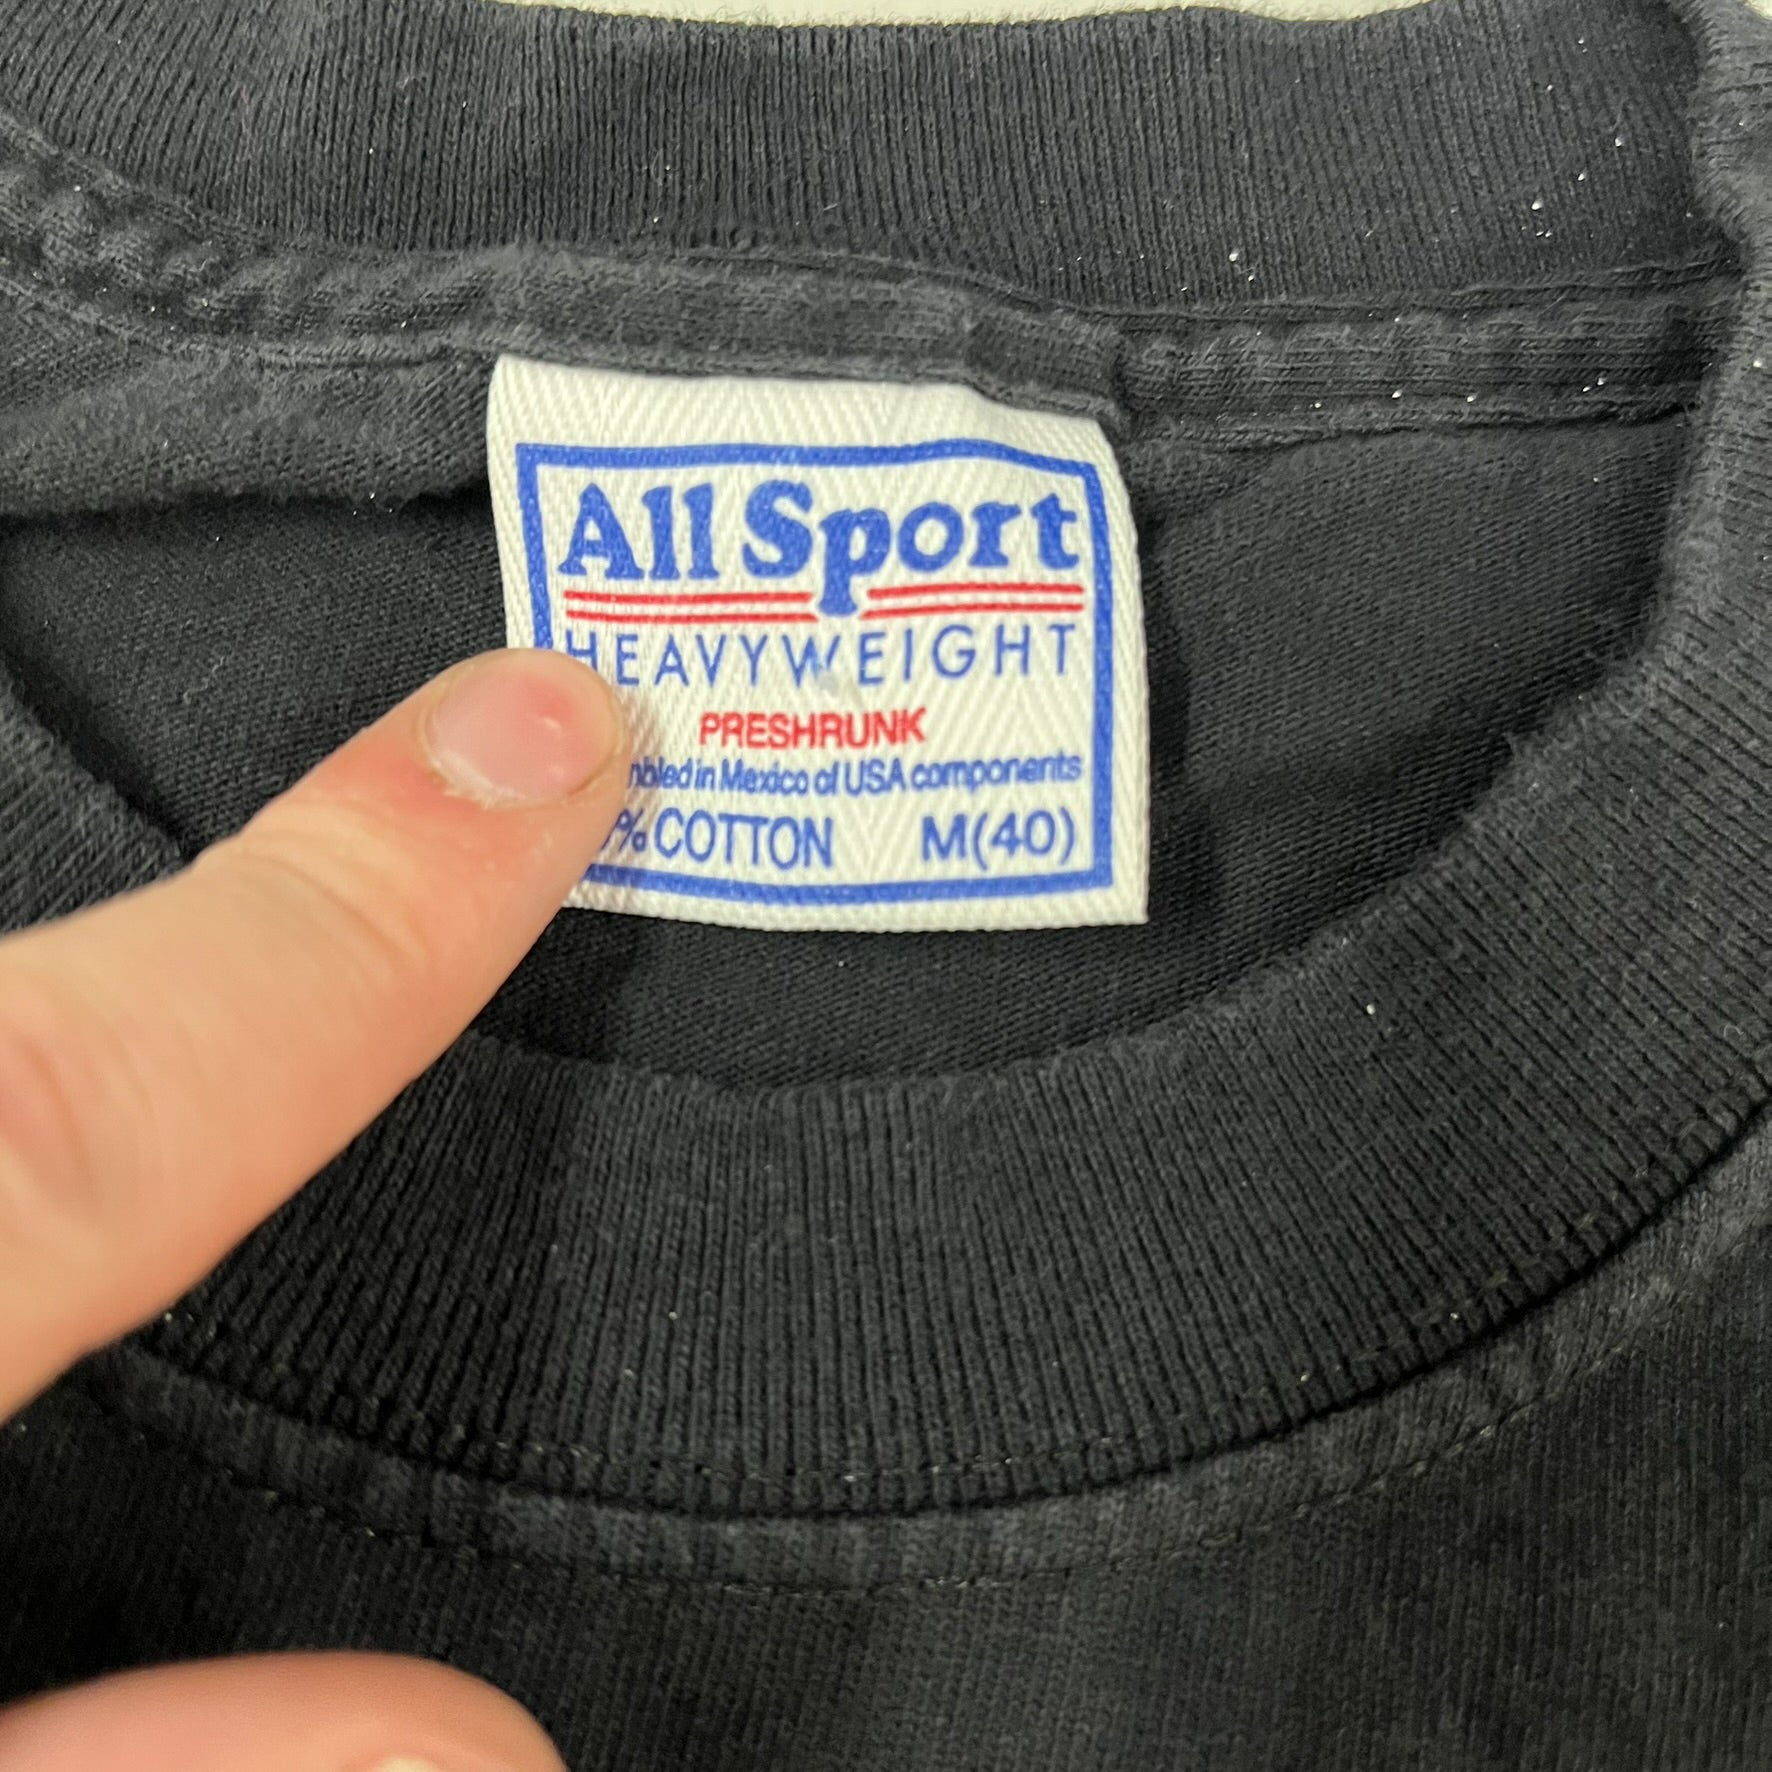 All Sport
HEAVYWEIGHT
PRESHRUNK
in Mexico of USA components
% COTTON M(40)